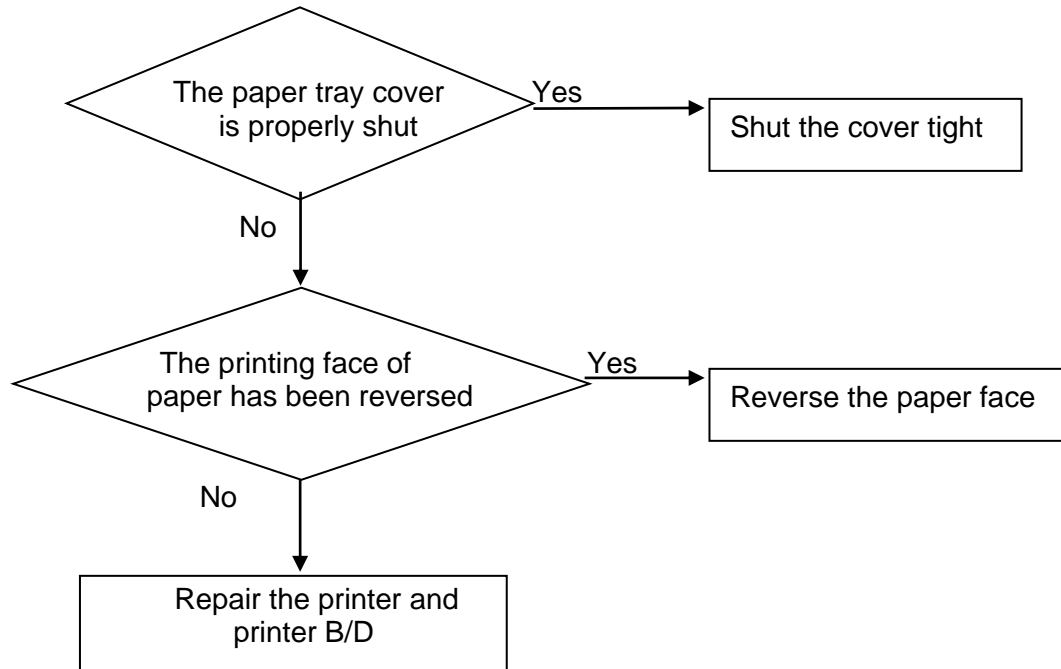 The paper tray cover
is properly shut
Yes
Shut the cover tight
No
The printing face of
paper has been reversed
Yes
Reverse the paper face
No
Repair the printer and
printer B/D